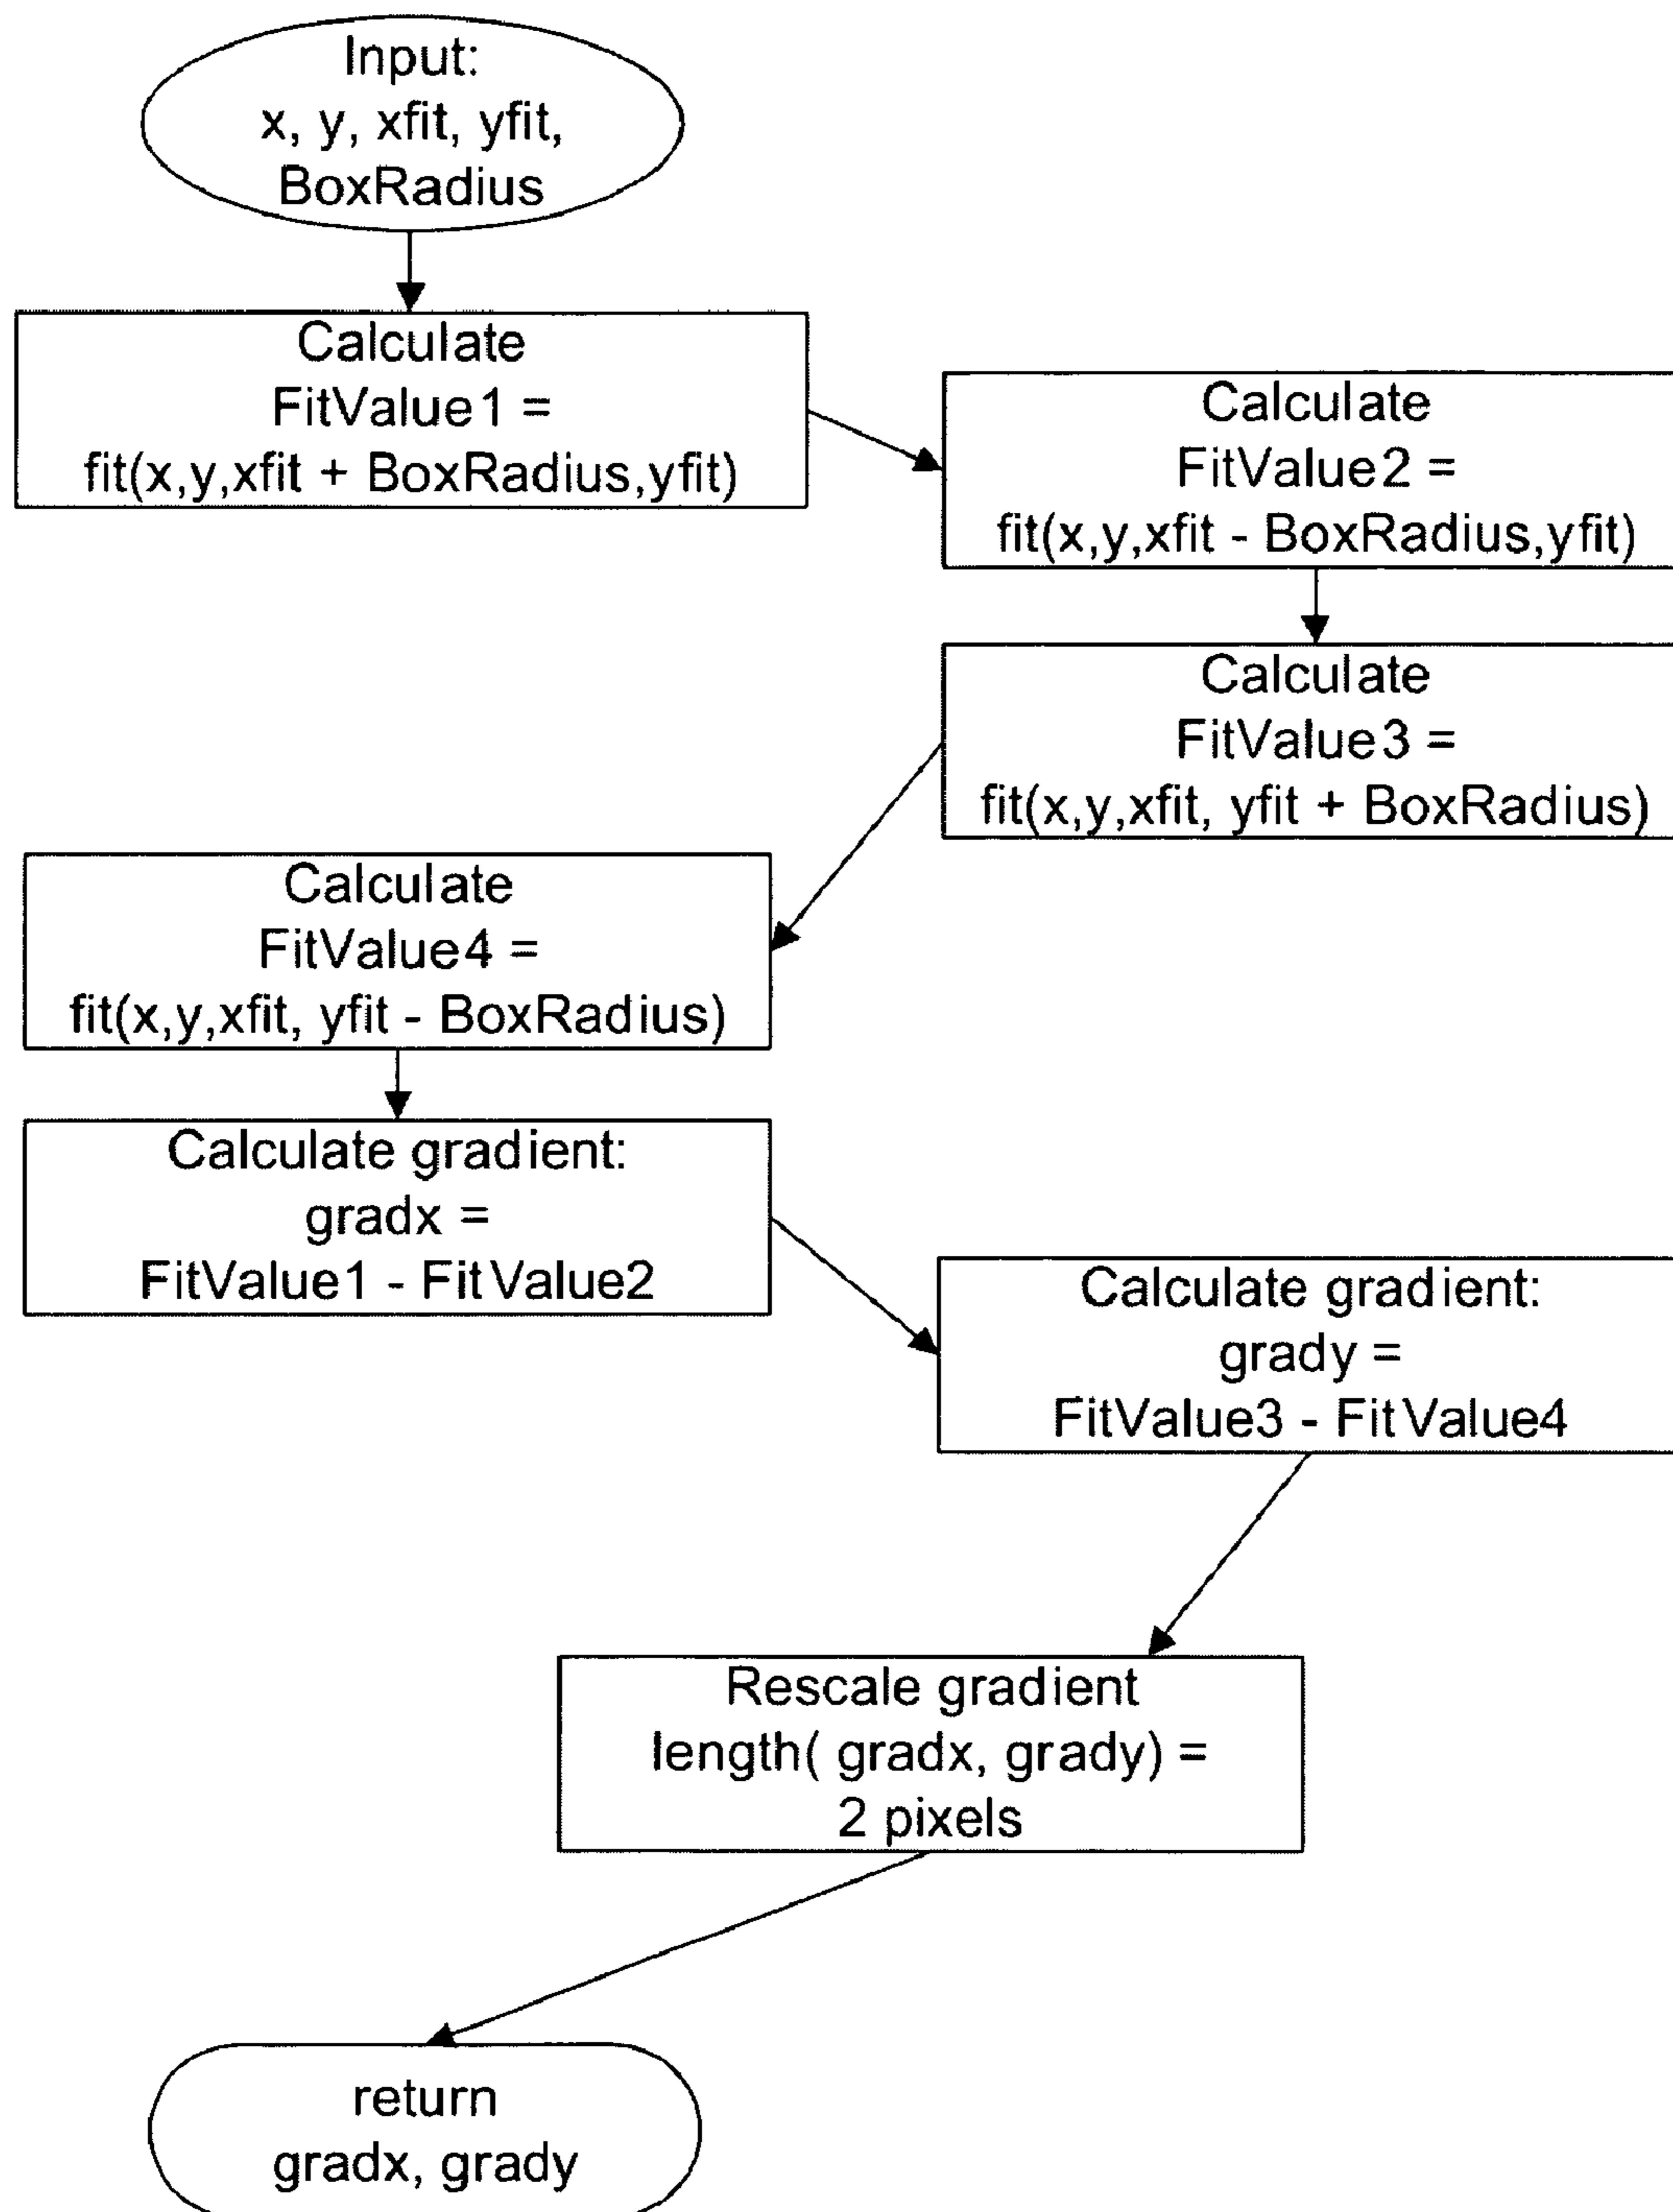 Input:
x, y, xfit, yfit,
BoxRadius
Calculate
FitValue1 =
fit(x,y,xfit + BoxRadius,yfit)
Calculate
FitValue2 =
fit(x,y,xfit - BoxRadius,yfit)
Calculate
FitValue3 =
fit(x,y,xfit, yfit + BoxRadius)
Calculate
FitValue4 =
fit(x,y,xfit, yfit - BoxRadius)
Calculate gradient:
gradx =
FitValue1 - FitValue2
Calculate gradient:
grady =
FitValue3 - FitValue4
Rescale gradient
length( gradx, grady) =
2 pixels
return
gradx, grady